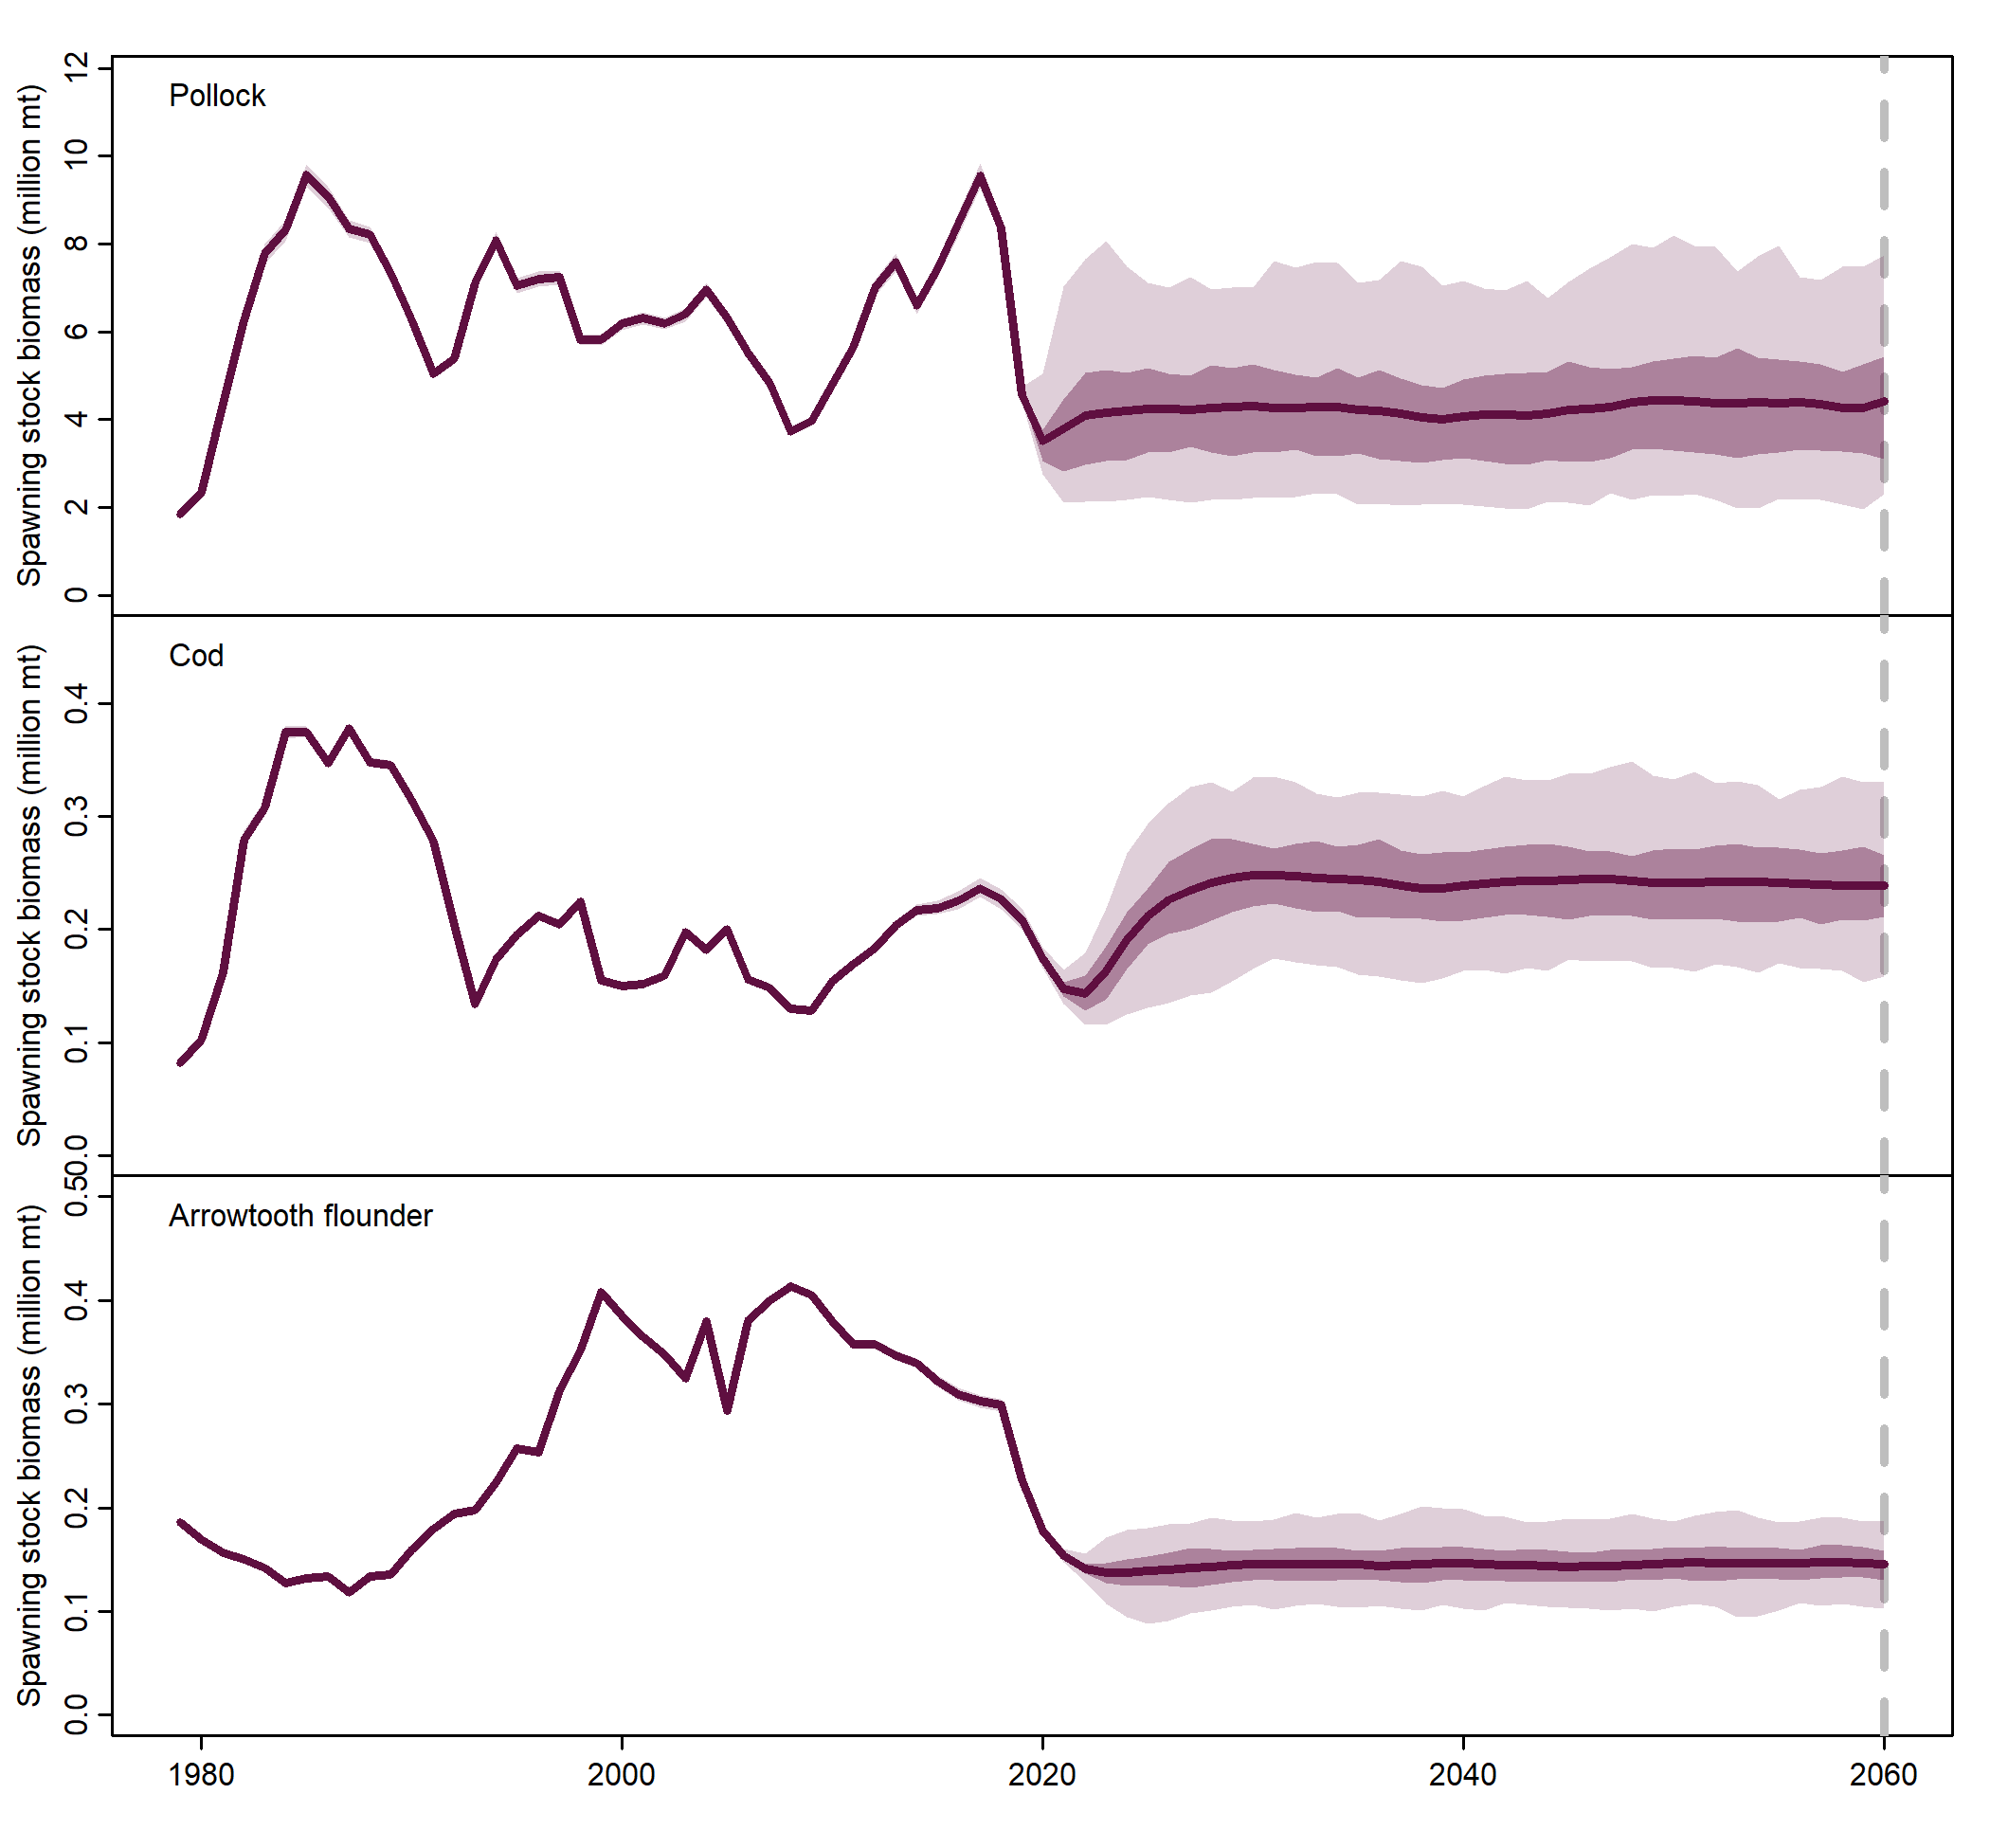 Pollock
Spawning stock biomass (million mt)
12
10
8
6
4
2
0
Cod
Spawning stock biomass (million mt)
0.4
0.3
0.2
0.1
0.0
Arrowtooth flounder
Spawning stock biomass (million mt)
0.5
0.4
0.3
0.2
0.1
0.0
1980 2000 2020 2040 2060